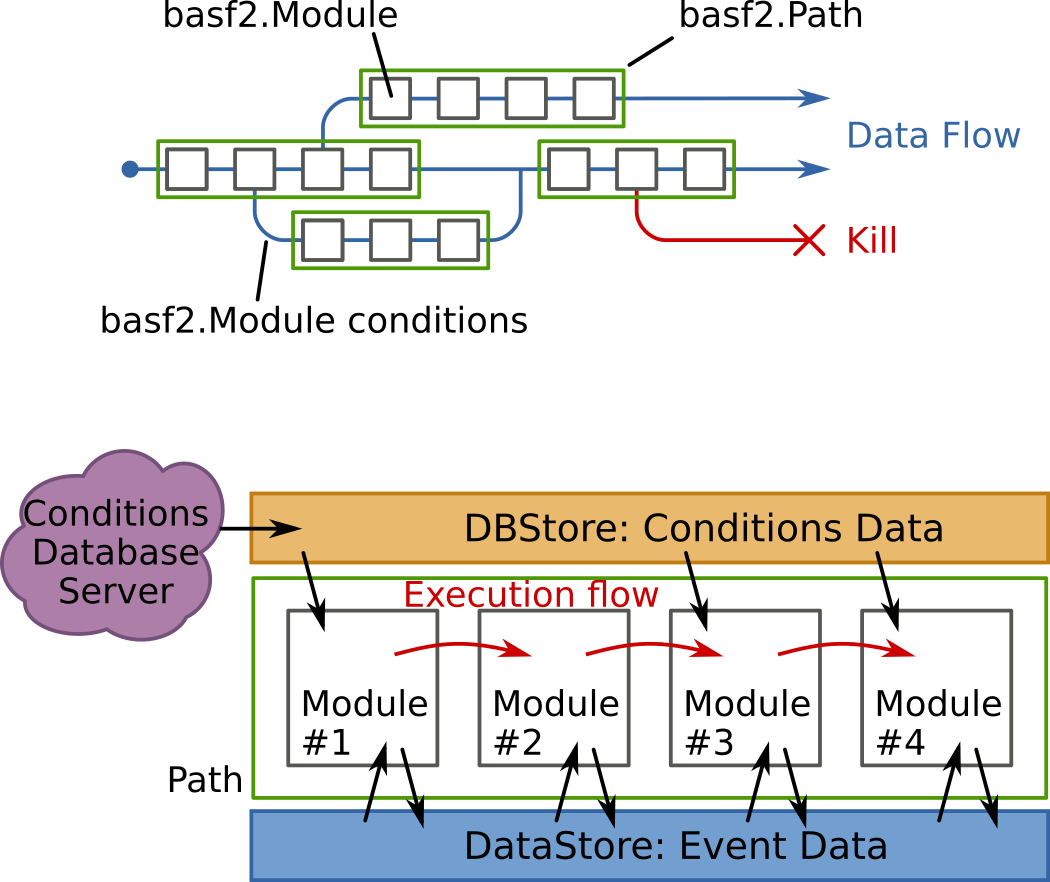 basf2.Module
basf2.Path
Data Flow
Kill
basf2.Module conditions
Conditions
Database
Server
DBStore: Conditions Data
Execution flow
Module
#1
Module
#2
Module
#3
Module
#4
Path
DataStore: Event Data